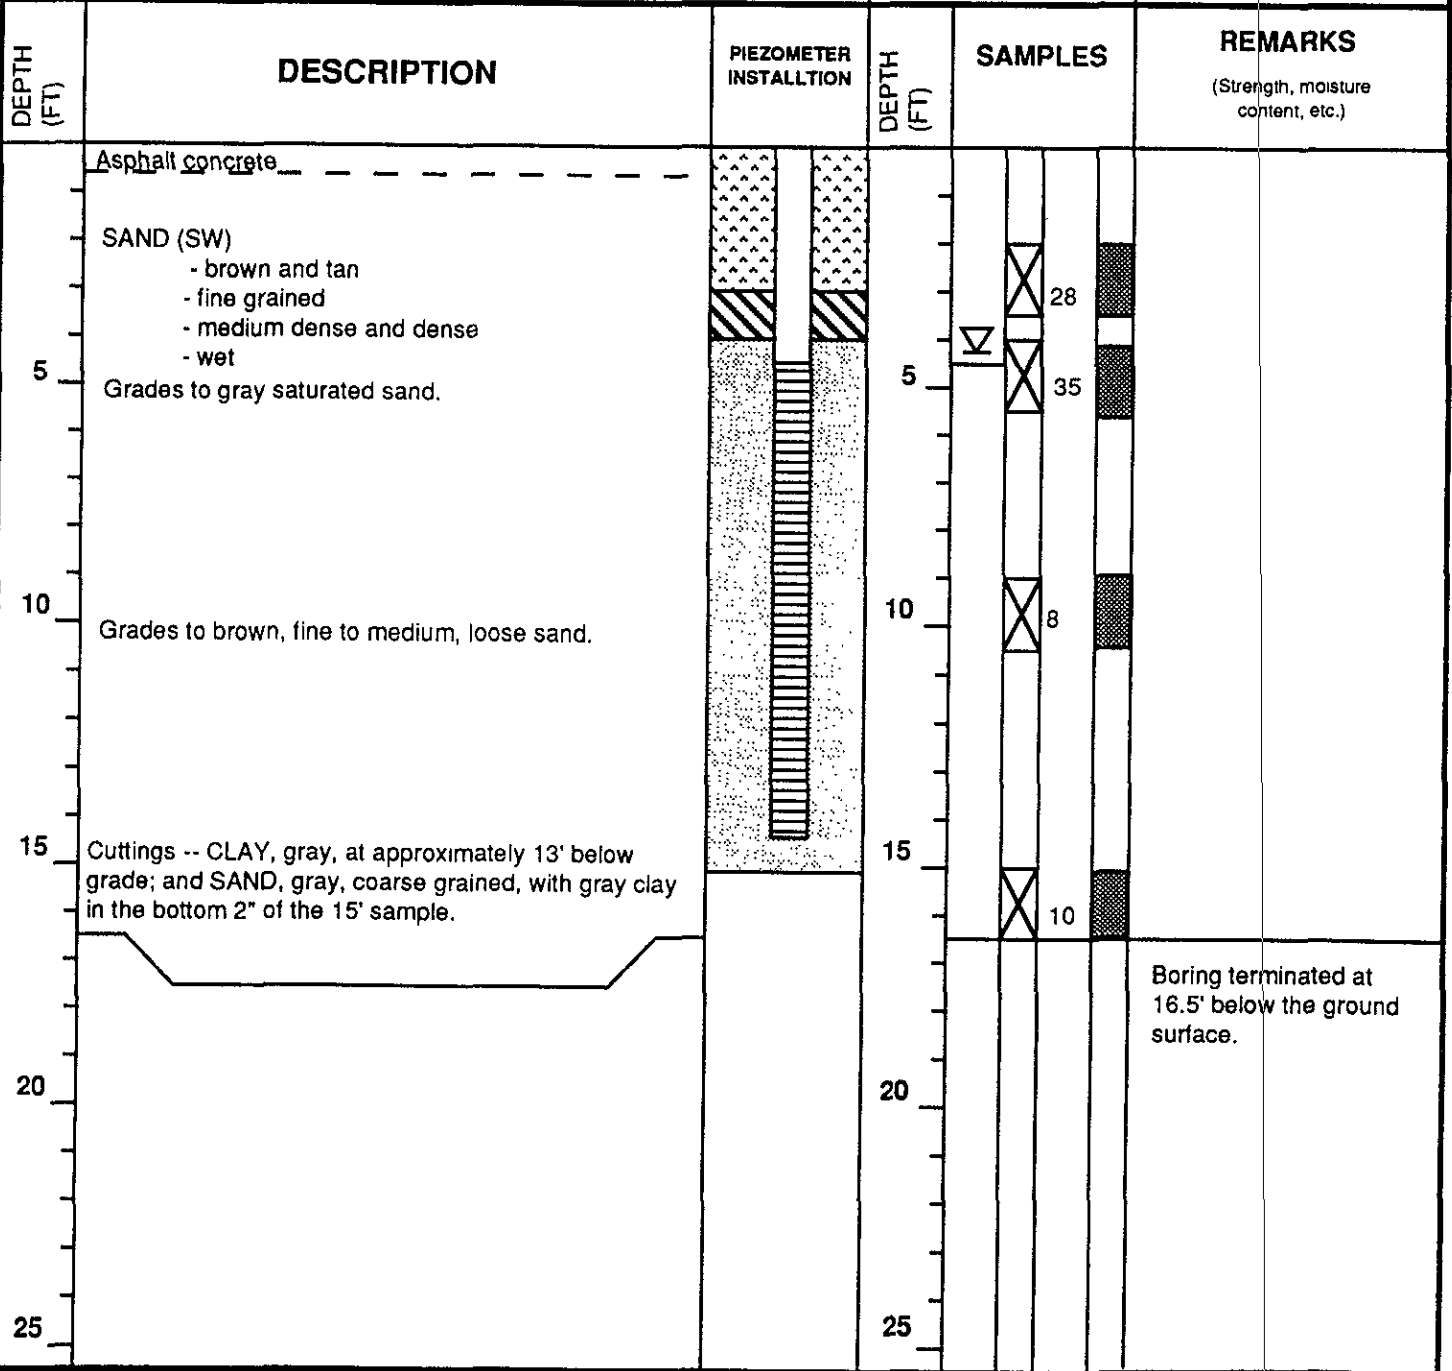 DEPTH
(FT)
DESCRIPTION
PIEZOMETER
INSTALLTION
DEPTH
(FT)
SAMPLES
REMARKS
(Strength, moisture
content, etc.)
Asphalt concrete
SAND (SW)
- brown and tan
- fine grained
- medium dense and dense
- wet
Grades to gray saturated sand.
Grades to brown, fine to medium, loose sand.
Cuttings -- CLAY, gray, at approximately 13' below
grade; and SAND, gray, coarse grained, with gray clay
in the bottom 2" of the 15' sample.
5
10
15
20
25
5
10
15
20
25
28
35
8
10
Boring terminated at
16.5' below the ground
surface.